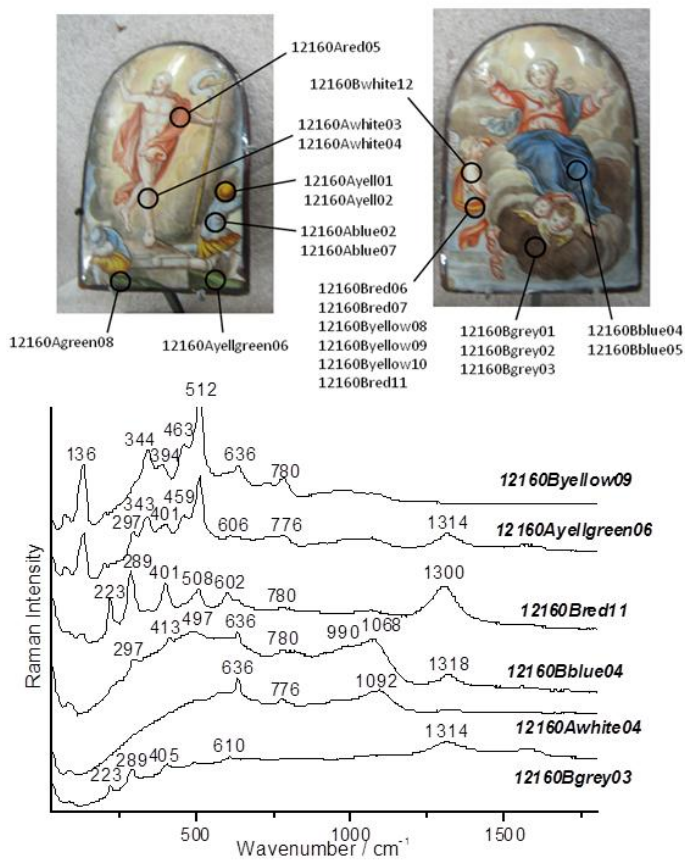 12160Ared05
12160Awhite03
12160Awhite04
12160Ayell01
12160Ayell02
12160Ablue02
12160Ablue07
12160Agreen08
12160Ayellgreen06
12160Bwhite12
12160Bred06
12160Bred07
12160Byellow08
12160Byellow09
12160Byellow10
12160Bred11
12160Bgrey01
12160Bgrey02
12160Bgrey03
12160Bblue04
12160Bblue05
136
344
394
463
512
636
780
12160Byellow09
297
343
401
459
606
776
1314
12160Ayellgreen06
223
289
401
508
602
780
1300
12160Bred11
297
413
497
636
780
990
1068
1318
12160Bblue04
636
776
1092
12160Awhite04
223
289
405
610
1314
12160Bgrey03
Raman Intensity
500
1000
1500
Wavenumber / cm⁻¹